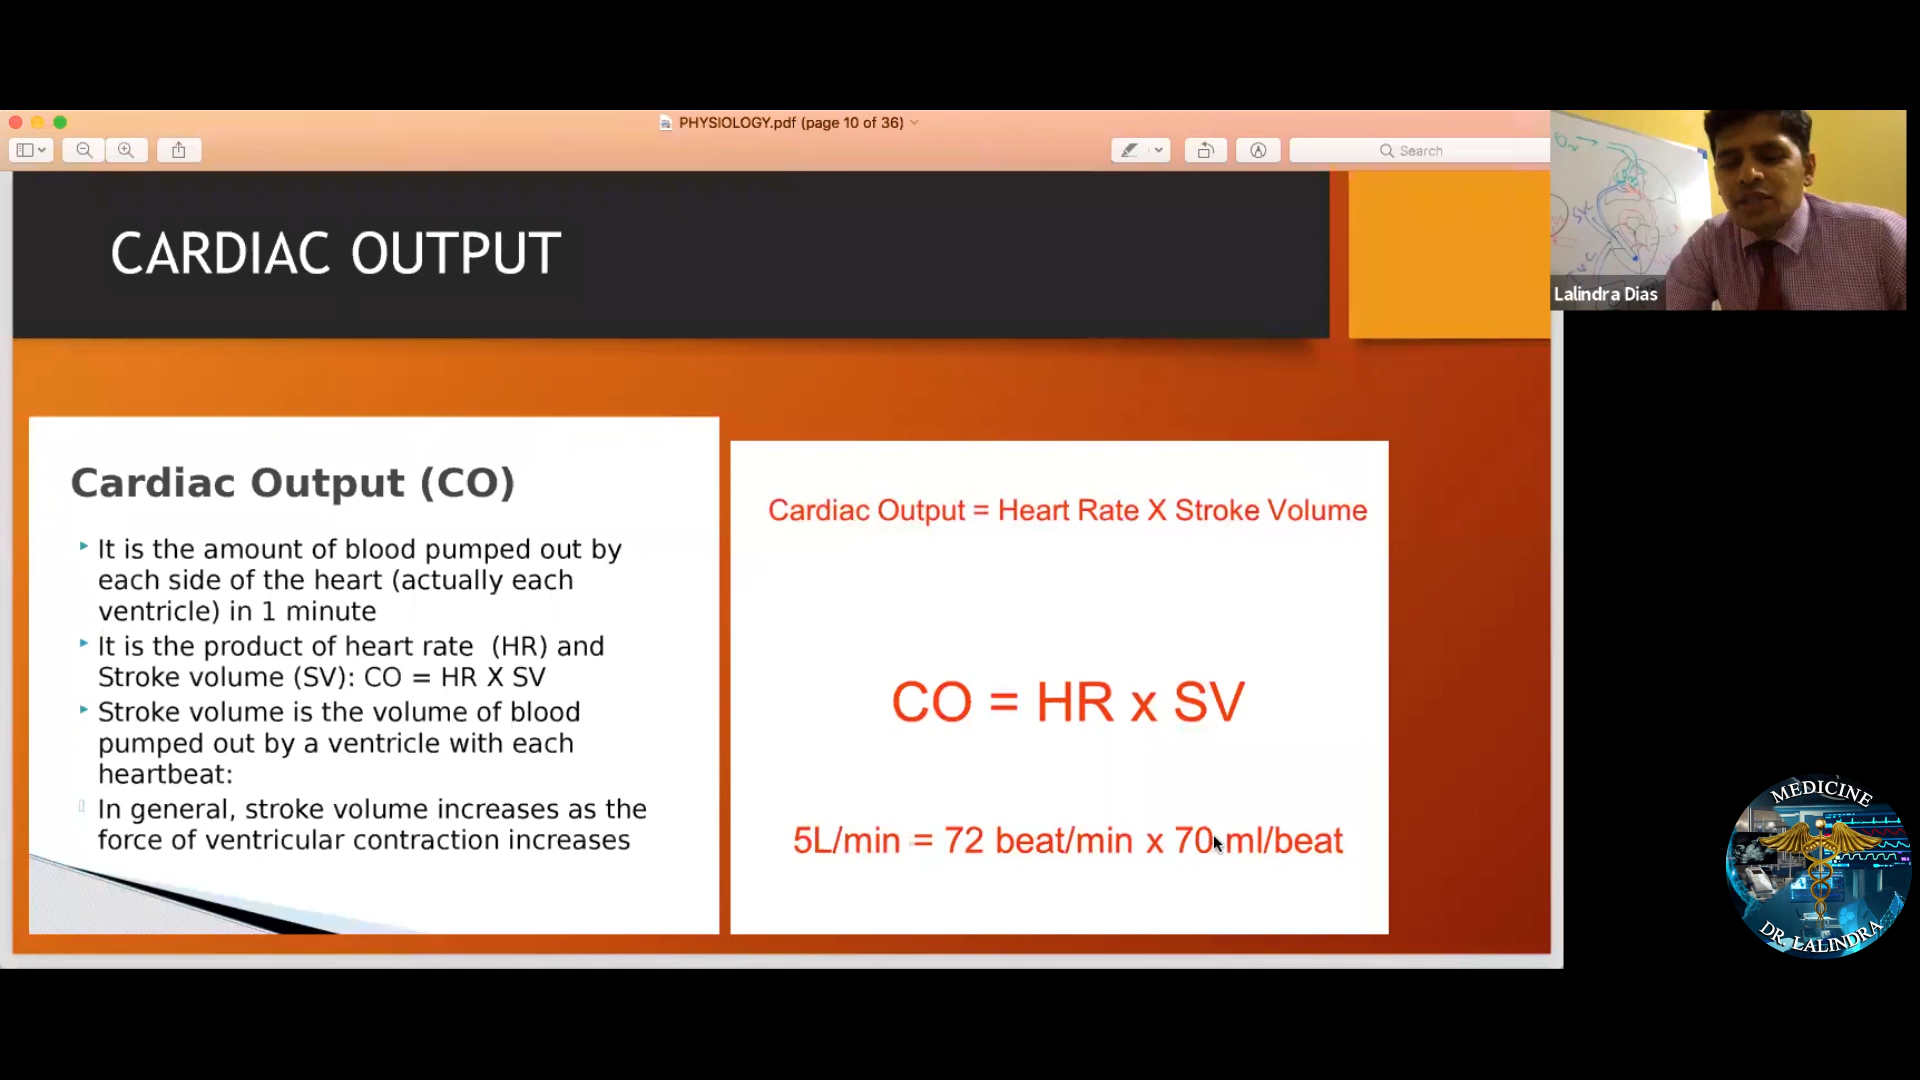 PHYSIOLOGY.pdf (page 10 of 36)
Search
CARDIAC OUTPUT
Lalindra Dias
Cardiac Output (CO)
It is the amount of blood pumped out by
each side of the heart (actually each
ventricle) in 1 minute
It is the product of heart rate (HR) and
Stroke volume (SV): CO = HR X SV
Stroke volume is the volume of blood
pumped out by a ventricle with each
heartbeat:
In general, stroke volume increases as the
force of ventricular contraction increases
Cardiac Output = Heart Rate X Stroke Volume
CO = HR x SV
5L/min = 72 beat/min x 70 ml/beat
MEDICINE
DR. LALINDRA